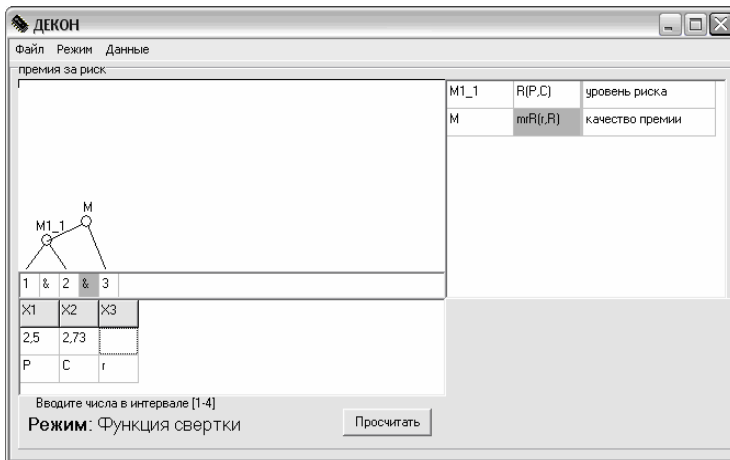 ДЕКОН
Файл Режим Данные
премия за риск
M1_1 R(P,C) уровень риска
M mrR(r,R) качество премии
M
M1_1
1 & 2 & 3
X1 X2 X3
2,5 2,73
P C r
Вводите числа в интервале [1-4]
Режим: Функция свертки
Просчитать